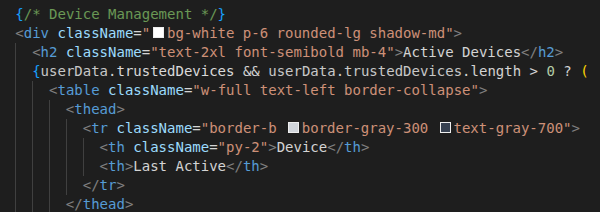 {/* Device Management */}
<div className="bg-white p-6 rounded-lg shadow-md">
<h2 className="text-2xl font-semibold mb-4">Active Devices</h2>
{userData.trustedDevices && userData.trustedDevices.length > 0 ? (
<table className="w-full text-left border-collapse">
<thead>
<tr className="border-b border-gray-300 text-gray-700">
<th className="py-2">Device</th>
<th>Last Active</th>
</tr>
</thead>